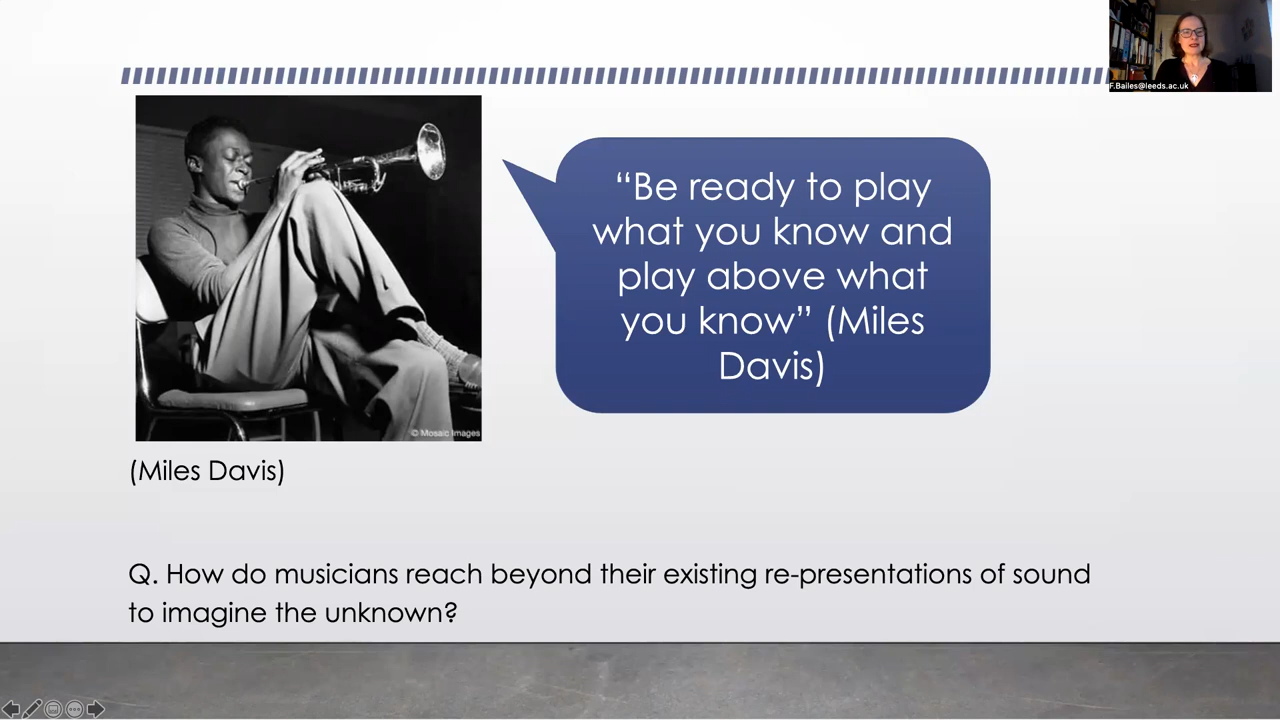 F.Bailes@leeds.ac.uk
“Be ready to play
what you know and
play above what
you know” (Miles
Davis)
© Mosaic Images
(Miles Davis)
Q. How do musicians reach beyond their existing re-presentations of sound
to imagine the unknown?